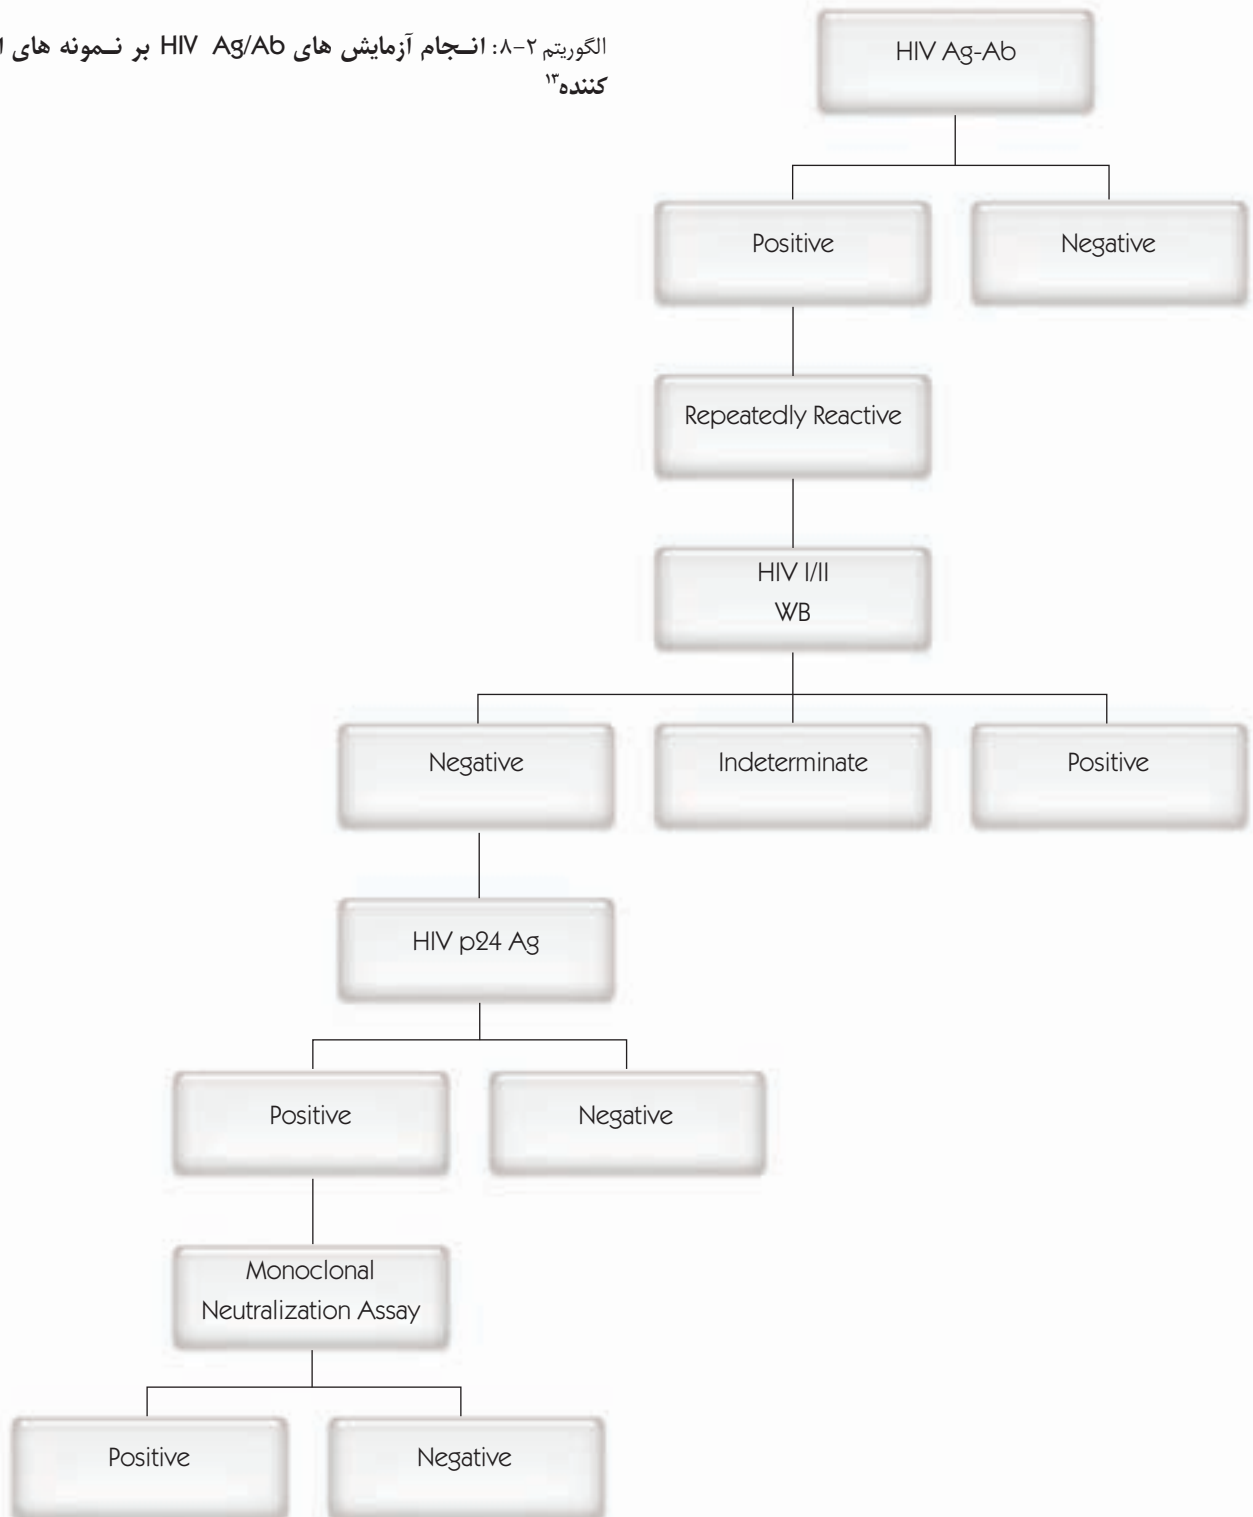 الگوریتم ۲-۸: انـجام آزمایش های HIV Ag/Ab بر نـمونه های
کننده۱۳
HIV Ag-Ab
Positive
Negative
Repeatedly Reactive
HIV I/II
WB
Negative
Indeterminate
Positive
HIV p24 Ag
Positive
Negative
Monoclonal
Neutralization Assay
Positive
Negative